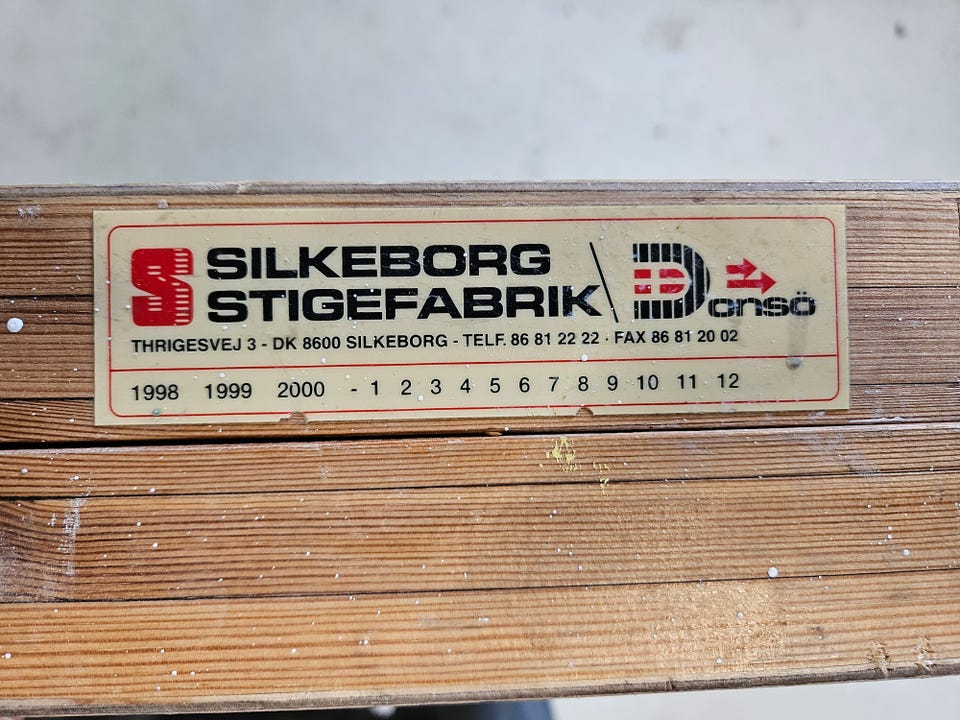 S SILKEBORG
STIGEFABRIK
Donsö
THRIGESVEJ 3 - DK 8600 SILKEBORG - TELF. 86 81 22 22 · FAX 86 81 20 02
1998 1999 2000 - 1 2 3 4 5 6 7 8 9 10 11 12